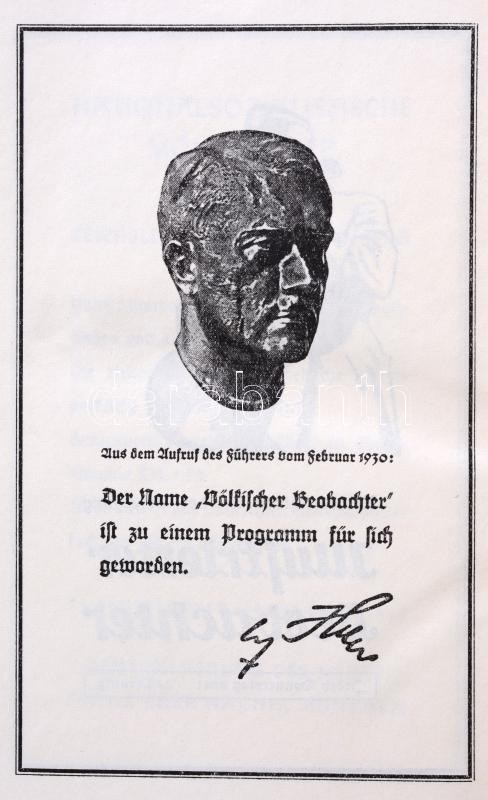 darabanth
Aus dem Aufruf des Führers vom Februar 1930:
Der Name „Völkischer Beobachter“
ist zu einem Programm für sich
geworden.